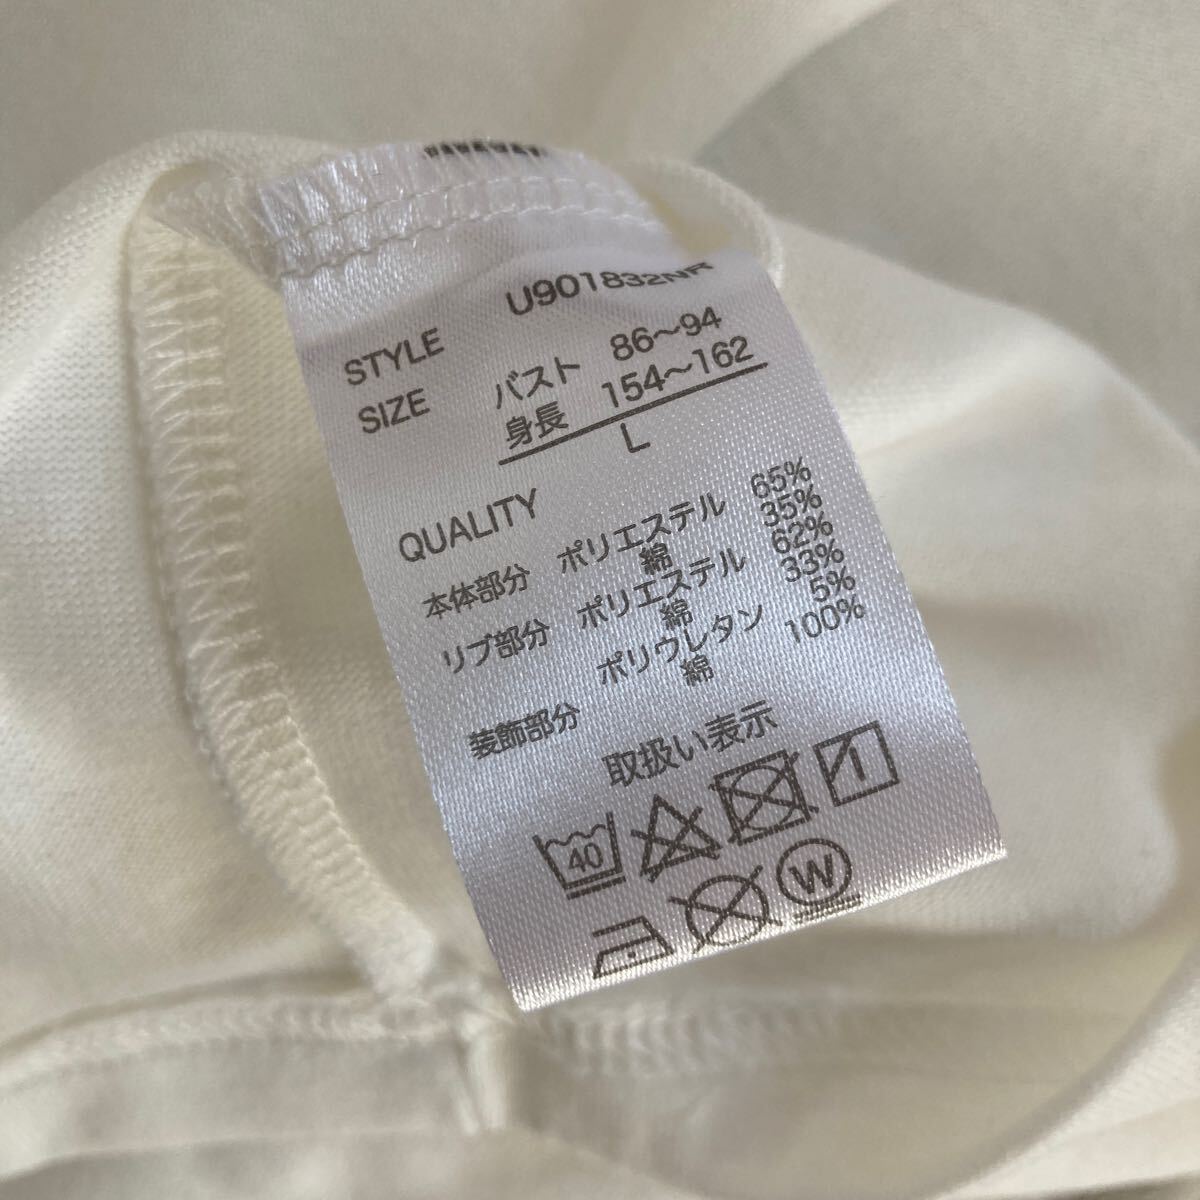 STYLE U901832NR
SIZE バスト 86～94
身長 154～162
L
QUALITY
本体部分 ポリエステル 65%
綿 35%
リブ部分 ポリエステル 62%
綿 33%
ポリウレタン 5%
装飾部分 綿 100%
取扱い表示
40
W